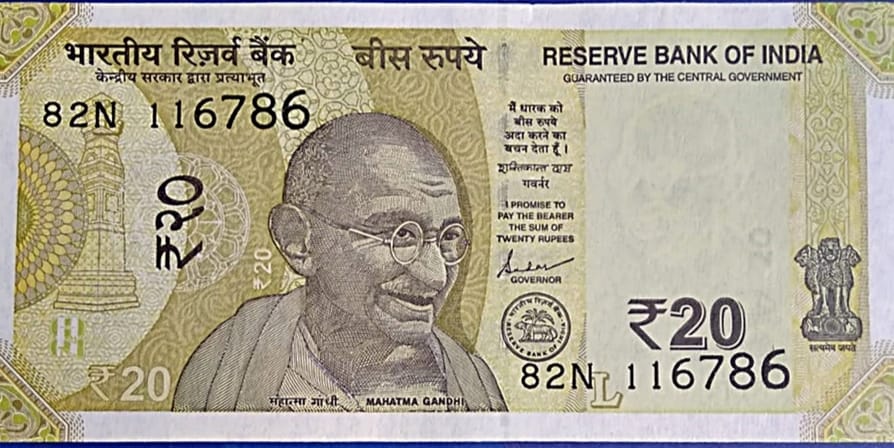 भारतीय रिज़र्व बैंक
केन्द्रीय सरकार द्वारा प्रत्याभूत
82N 116786
बीस रुपये
RESERVE BANK OF INDIA
GUARANTEED BY THE CENTRAL GOVERNMENT
मैं धारक को
बीस रुपये
अदा करने का
वचन देता हूँ।
शक्तिकान्त दास
गवर्नर
I PROMISE TO
PAY THE BEARER
THE SUM OF
TWENTY RUPEES
GOVERNOR
₹२०
₹20
₹20
₹20
भारतीय रिज़र्व बैंक
RESERVE BANK OF INDIA
सत्यमेव जयते
82N 116786
L
महात्मा गांधी
MAHATMA GANDHI